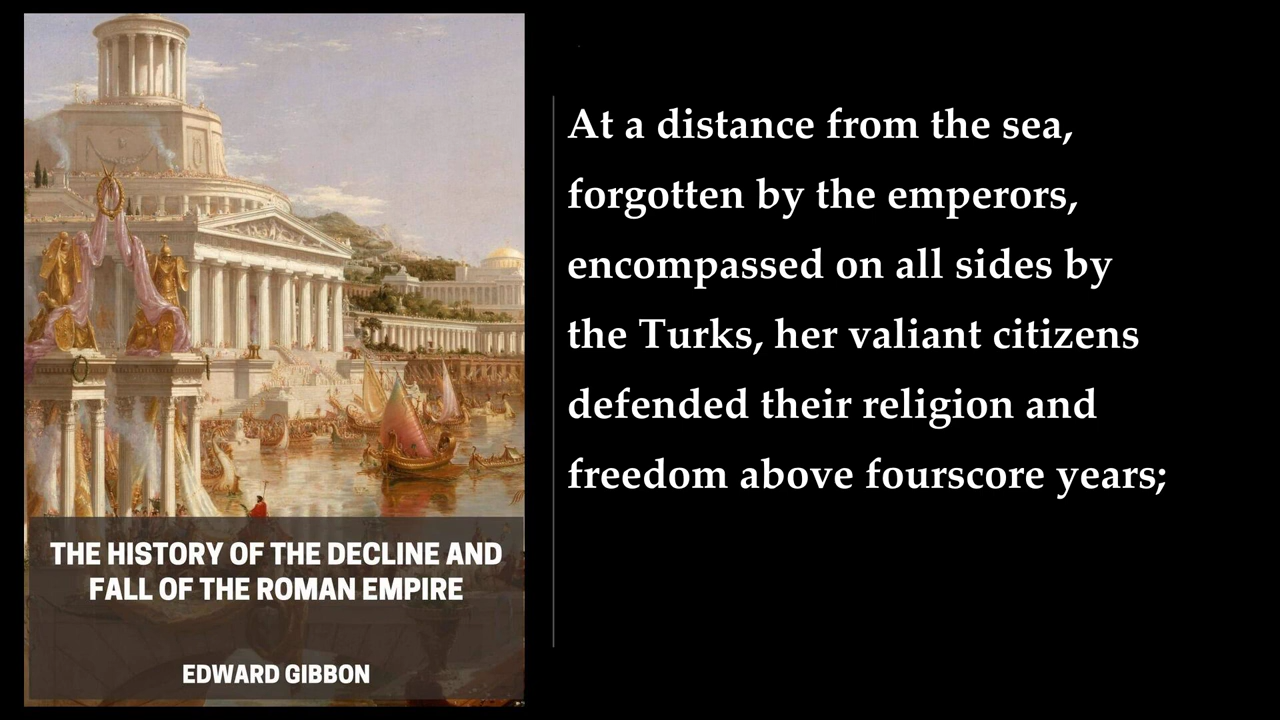 THE HISTORY OF THE DECLINE AND
FALL OF THE ROMAN EMPIRE
EDWARD GIBBON
At a distance from the sea,
forgotten by the emperors,
encompassed on all sides by
the Turks, her valiant citizens
defended their religion and
freedom above fourscore years;